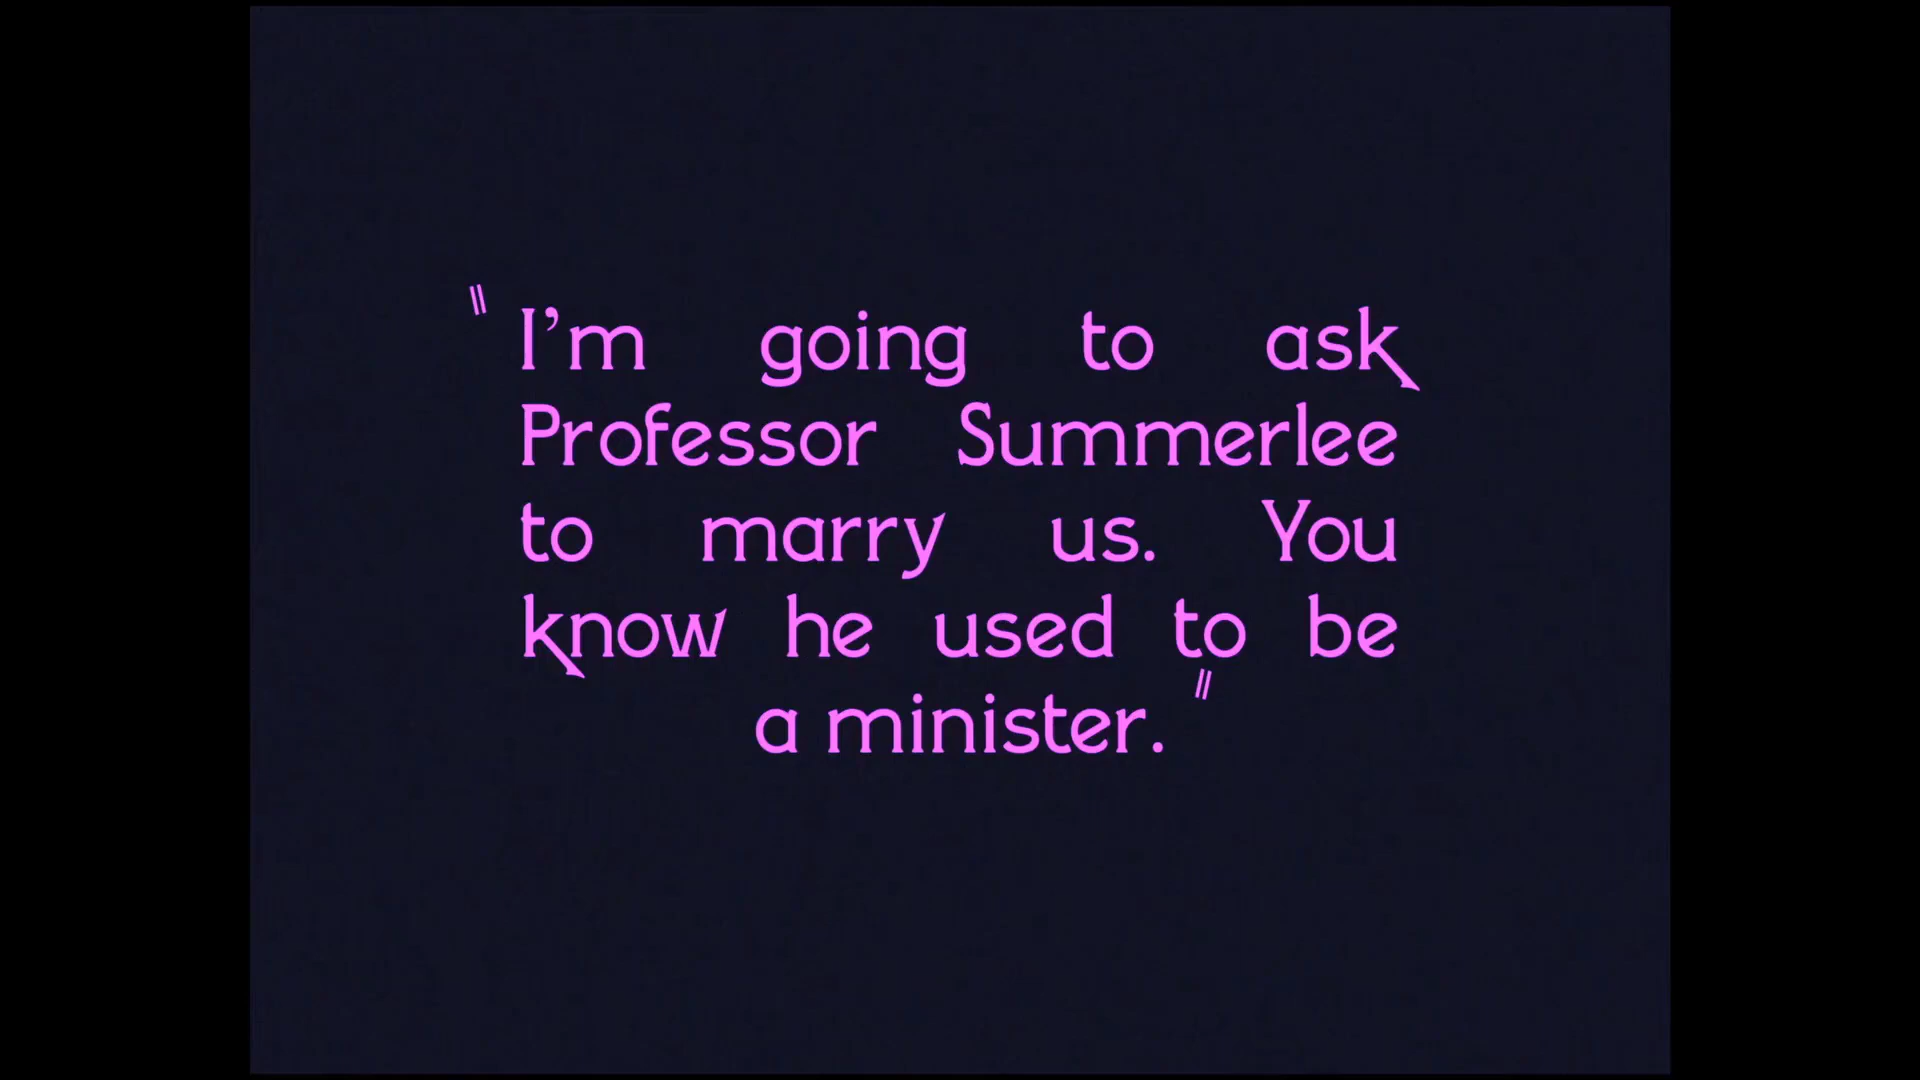 "I'm going to ask
Professor Summerlee
to marry us. You
know he used to be
a minister."